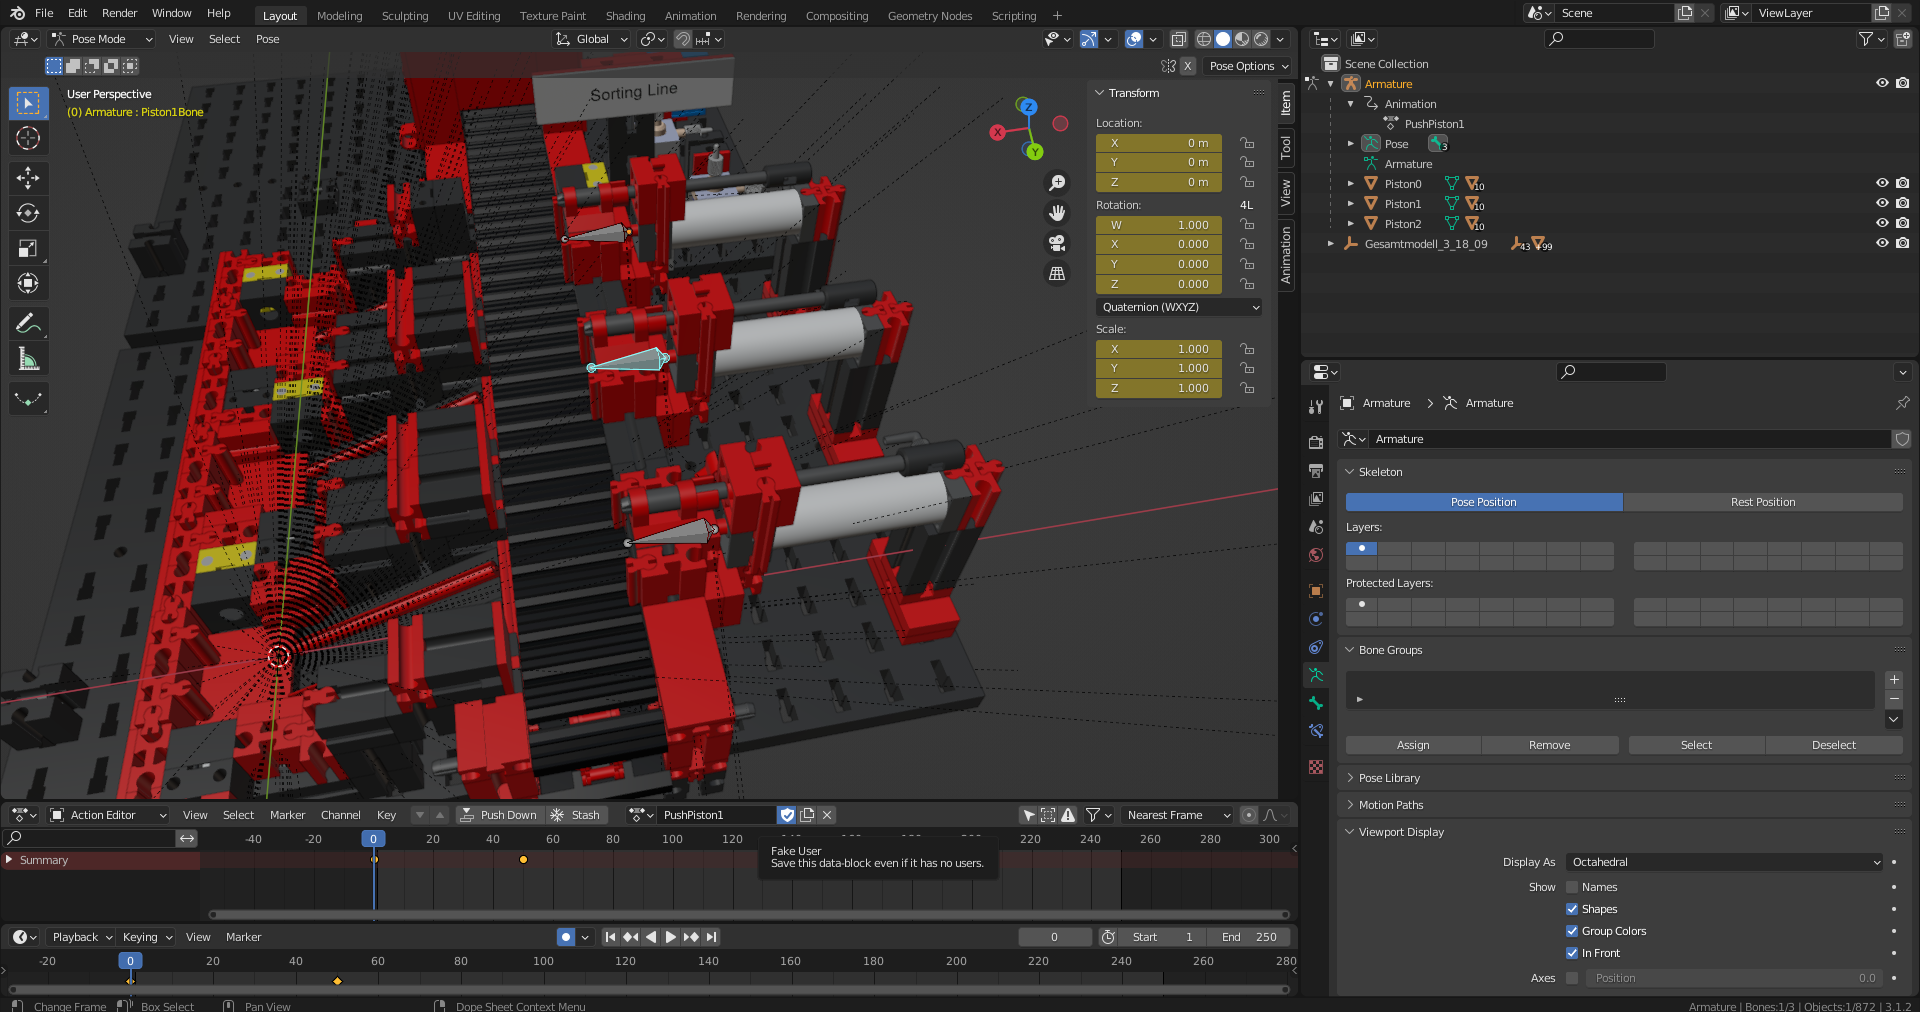 File Edit Render Window Help Layout Modeling Sculpting UV Editing Texture Paint Shading Animation Rendering Compositing Geometry Nodes Scripting + Scene ViewLayer
Pose Mode View Select Pose Global
X Pose Options
User Perspective
(0) Armature : Piston1Bone
Sorting Line
Z
X
Y
Item
Tool
View
Animation
Transform
Location:
X 0 m
Y 0 m
Z 0 m
Rotation: 4L
W 1.000
X 0.000
Y 0.000
Z 0.000
Quaternion (WXYZ)
Scale:
X 1.000
Y 1.000
Z 1.000
Scene Collection
Armature
Animation
PushPiston1
Pose 3
Armature
Piston0 10
Piston1 10
Piston2 10
Gesamtmodell_3_18_09 43 +99
Armature > Armature
Armature
Skeleton
Pose Position Rest Position
Layers:
Protected Layers:
Bone Groups
Assign Remove Select Deselect
Pose Library
Motion Paths
Viewport Display
Display As Octahedral
Show Names
Shapes
Group Colors
In Front
Axes Position 0.0
Action Editor View Select Marker Channel Key Push Down Stash PushPiston1 Nearest Frame
-40 -20 0 20 40 60 80 100 120 260 280 300
Summary
Fake User
Save this data-block even if it has no users.
Playback Keying View Marker 0 Start 1 End 250
-20 0 20 40 60 80 100 120 140 160 180 200 220 240 260 280
Change Frame Box Select Pan View Dope Sheet Context Menu Armature | Bones:1/3 | Objects:1/872 | 3.1.2